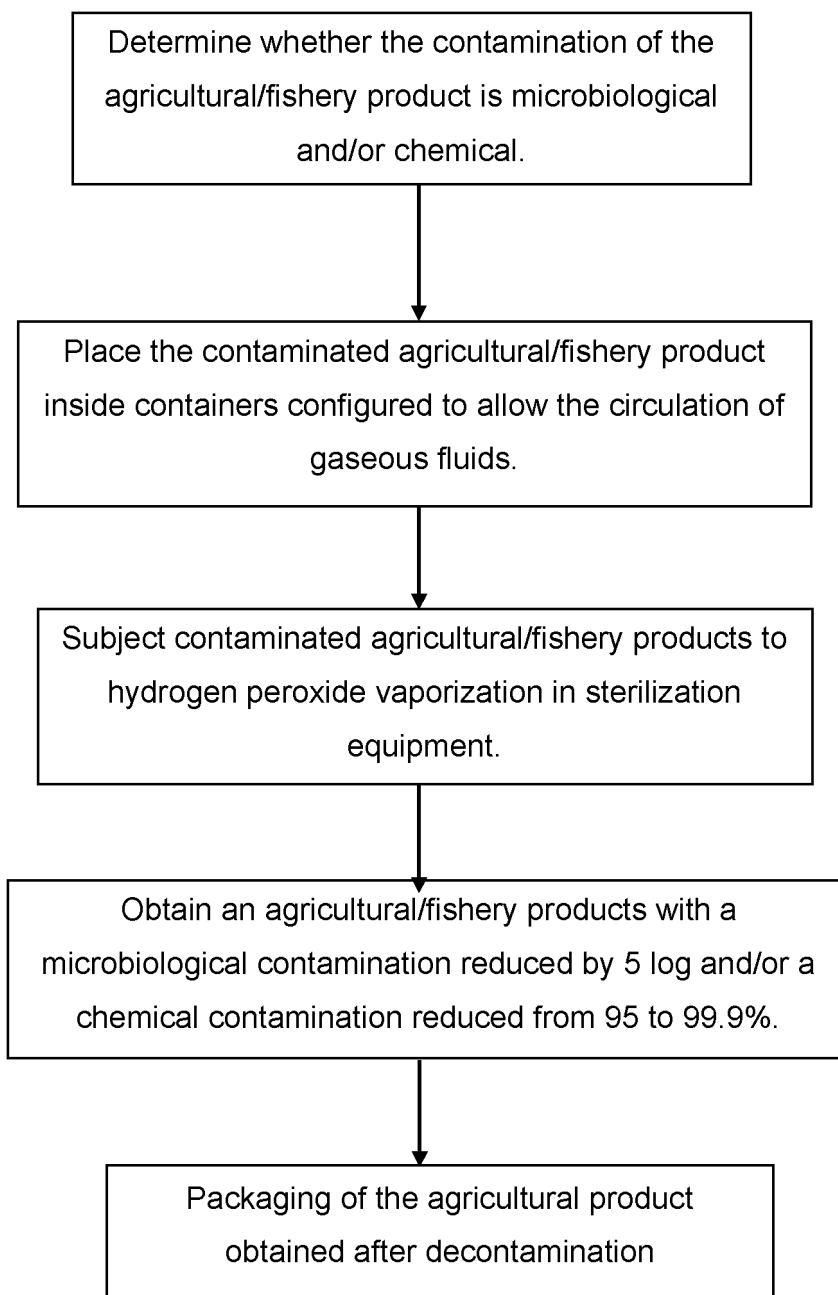 Determine whether the contamination of the
agricultural/fishery product is microbiological
and/or chemical.
Place the contaminated agricultural/fishery product
inside containers configured to allow the circulation of
gaseous fluids.
Subject contaminated agricultural/fishery products to
hydrogen peroxide vaporization in sterilization
equipment.
Obtain an agricultural/fishery products with a
microbiological contamination reduced by 5 log and/or a
chemical contamination reduced from 95 to 99.9%.
Packaging of the agricultural product
obtained after decontamination